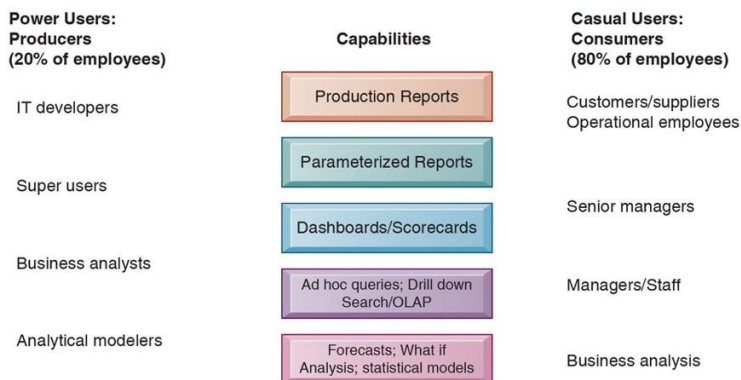 Power Users:
Producers
(20% of employees)
IT developers
Super users
Business analysts
Analytical modelers
Capabilities
Production Reports
Parameterized Reports
Dashboards/Scorecards
Ad hoc queries; Drill down
Search/OLAP
Forecasts; What if
Analysis; statistical models
Casual Users:
Consumers
(80% of employees)
Customers/suppliers
Operational employees
Senior managers
Managers/Staff
Business analysis